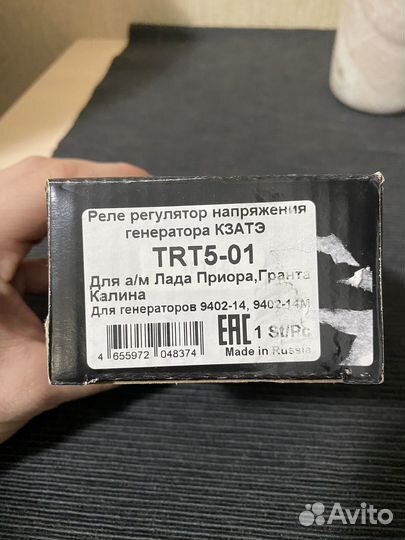 Реле регулятор напряжения
генератора КЗАТЭ
TRT5-01
Для а/м Лада Приора,Гранта
Калина
Для генераторов 9402-14, 9402-14М
EAC 1 St/Pc
4 655972 048374
Made in Russia
Avito